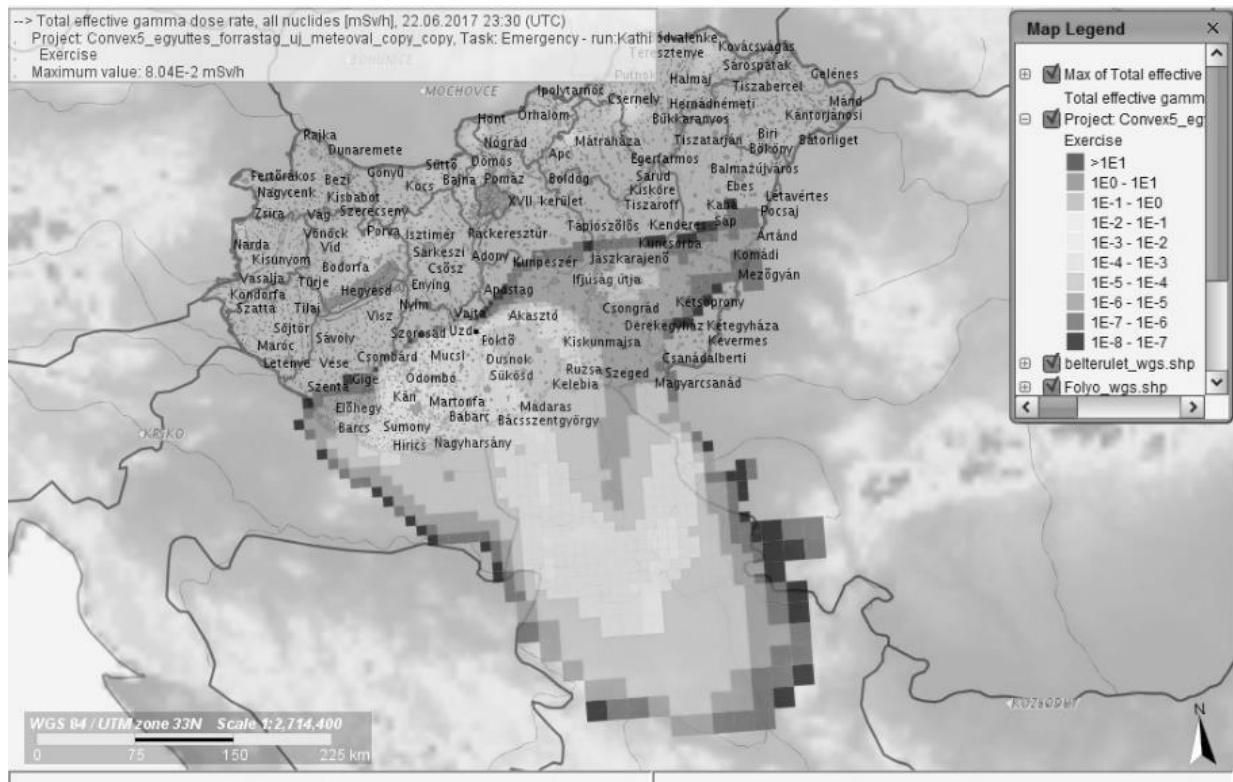 --> Total effective gamma dose rate, all nuclides [mSv/h], 22.06.2017 23:30 (UTC)
Project: Convex5_egyuttes_forrastag_uj_meteoval_copy_copy, Task: Emergency - run:Kathi
Exercise
Maximum value: 8.04E-2 mSv/h
Map Legend
Max of Total effective
Total effective gamm
Project: Convex5_eg
Exercise
>1E1
1E0 - 1E1
1E-1 - 1E0
1E-2 - 1E-1
1E-3 - 1E-2
1E-4 - 1E-3
1E-5 - 1E-4
1E-6 - 1E-5
1E-7 - 1E-6
1E-8 - 1E-7
belterulet_wgs.shp
Folyo_wgs.shp
BOHUNICE
MOCHOVCE
Kovácsvágás
Teresztenye
Sárospatak
Putnok
Halmaj
Tiszabercel
Gelénes
Ipolytarnóc
Csernely
Hernádnémeti
Mánd
Hont
Őrhalom
Bükkaranyos
Kántorjánosi
Rajka
Nógrád
Mátraháza
Tiszatarján
Biri
Bátorliget
Dunaremete
Dömös
Apc
Egerfarmos
Bököny
Fertőrákos
Bezi
Gönyű
Süttő
Bajna
Pomáz
Boldog
Sarud
Balmazújváros
Nagycenk
Kisbabot
Kocs
Kisköre
Ebes
Létavértes
Zsira
Vág
Szerecseny
XVII. kerület
Tiszaroff
Kaba
Pocsaj
Vönöck
Porva
Isztimér
Ráckeresztúr
Tápiószőlős
Kenderes
Sáp
Ártánd
Narda
Vid
Sárkeszi
Kuncsorba
Kisunyom
Bodorfa
Csősz
Adony
Kunpeszér
Jászkarajenő
Komádi
Vasalja
Türje
Enying
Ifjúság útja
Mezőgyán
Kondorfa
Hegyesd
Apostag
Szatta
Tilaj
Nyim
Vajta
Akasztó
Csongrád
Kétsoprony
Söjtör
Visz
Szorosad
Uzd
Derekegyház
Kétegyháza
Maróc
Sávoly
Foktő
Kiskunmajsa
Kevermes
Letenye
Vese
Csombárd
Mucsi
Dusnok
Ruzsa
Szeged
Csanádalberti
Szenta
Gige
Ódombó
Sükösd
Kelebia
Magyarcsanád
Előhegy
Kán
Martonfa
Madaras
Barcs
Sumony
Babarc
Bácsszentgyörgy
Hirics
Nagyharsány
KRSKO
KOZLODUY
WGS 84 / UTM zone 33N Scale 1:2,714,400
0 75 150 225 km
N